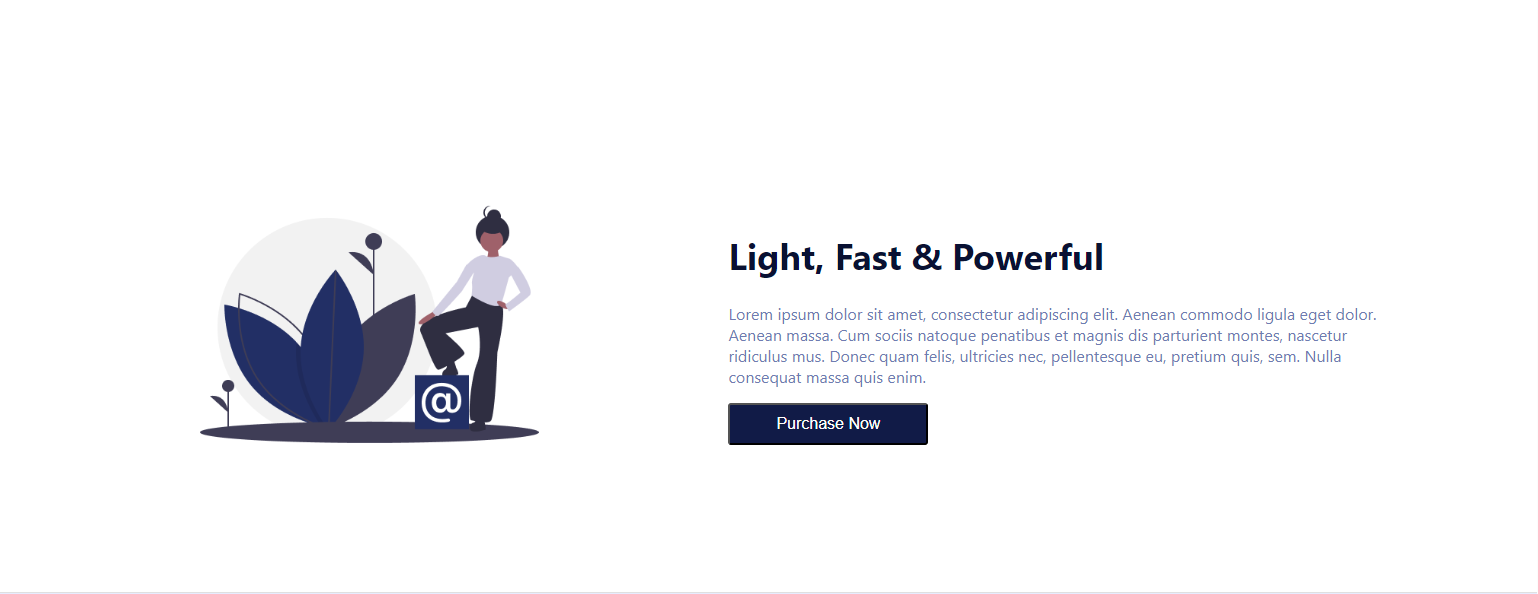 Light, Fast & Powerful
Lorem ipsum dolor sit amet, consectetur adipiscing elit. Aenean commodo ligula eget dolor.
Aenean massa. Cum sociis natoque penatibus et magnis dis parturient montes, nascetur
ridiculus mus. Donec quam felis, ultricies nec, pellentesque eu, pretium quis, sem. Nulla
consequat massa quis enim.
@
Purchase Now